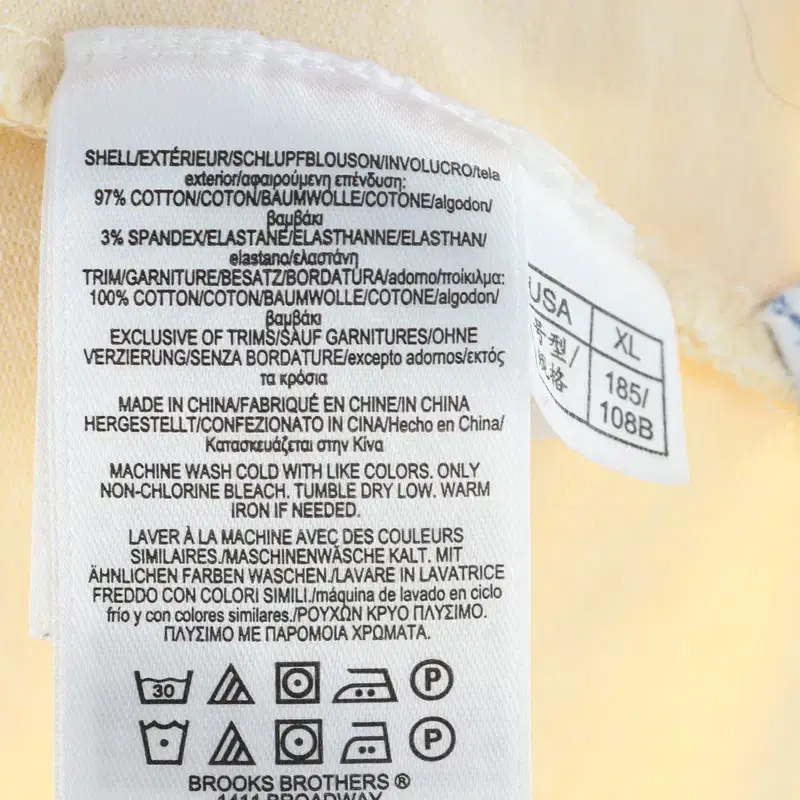 SHELL/EXTÉRIEUR/SCHLUPFBLOUSON/INVOLUCRO/tela
exterior/αφαιρούμενη επένδυση:
97% COTTON/COTON/BAUMWOLLE/COTONE/algodon/
βαμβάκι
3% SPANDEX/ELASTANE/ELASTHANNE/ELASTHAN/
elastano/ελαστάνη
TRIM/GARNITURE/BESATZ/BORDATURA/adorno/ποίκιλμα:
100% COTTON/COTON/BAUMWOLLE/COTONE/algodon/
βαμβάκι
EXCLUSIVE OF TRIMS/SAUF GARNITURES/OHNE
VERZIERUNG/SENZA BORDATURE/excepto adornos/εκτός
τα κρόσια
MADE IN CHINA/FABRIQUÉ EN CHINE/IN CHINA
HERGESTELLT/CONFEZIONATO IN CINA/Hecho en China/
Κατασκευάζεται στην Κίνα
MACHINE WASH COLD WITH LIKE COLORS. ONLY
NON-CHLORINE BLEACH. TUMBLE DRY LOW. WARM
IRON IF NEEDED.
LAVER À LA MACHINE AVEC DES COULEURS
SIMILAIRES./MASCHINENWÄSCHE KALT. MIT
ÄHNLICHEN FARBEN WASCHEN./LAVARE IN LAVATRICE
FREDDO CON COLORI SIMILI./máquina de lavado en ciclo
frío y con colores similares./ΡΟΥΧΩΝ ΚΡΥΟ ΠΛΥΣΙΜΟ.
ΠΛΥΣΙΜΟ ΜΕ ΠΑΡΟΜΟΙΑ ΧΡΩΜΑΤΑ.
30 P
P
BROOKS BROTHERS ®
1411 BROADWAY
USA XL
号型/
规格
185/
108B